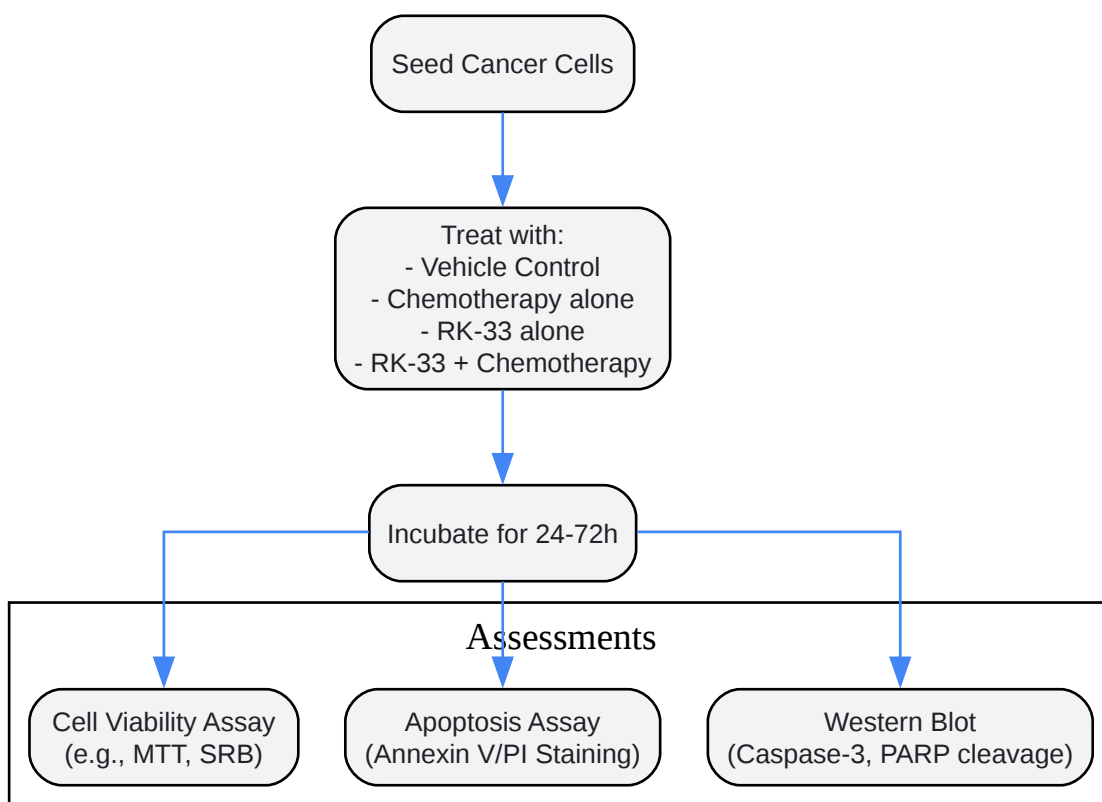 Seed Cancer Cells
Treat with:
- Vehicle Control
- Chemotherapy alone
- RK-33 alone
- RK-33 + Chemotherapy
Incubate for 24-72h
Assessments
Cell Viability Assay
(e.g., MTT, SRB)
Apoptosis Assay
(Annexin V/PI Staining)
Western Blot
(Caspase-3, PARP cleavage)